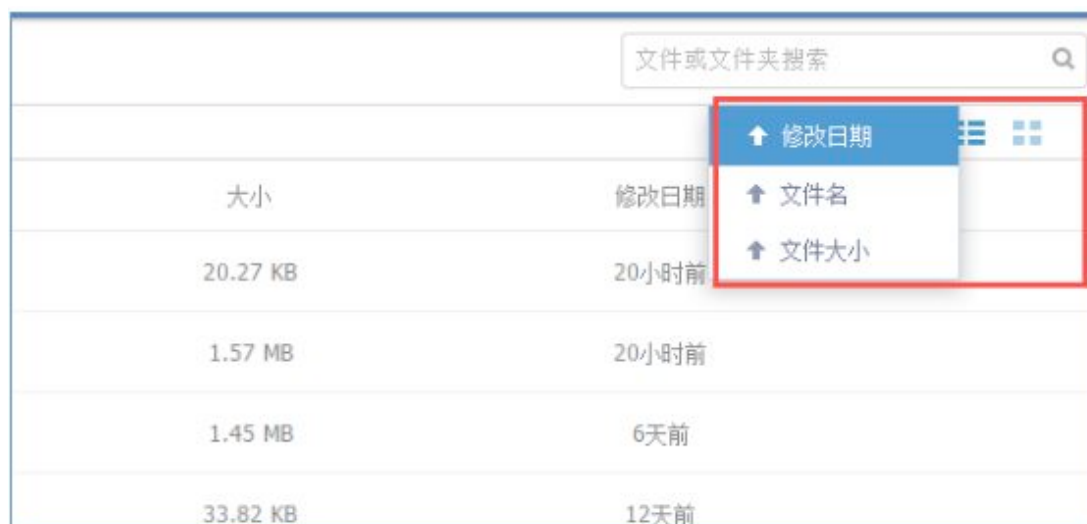 文件或文件夹搜索
修改日期
大小 修改日期 文件名
文件大小
20.27 KB 20小时前
1.57 MB 20小时前
1.45 MB 6天前
33.82 KB 12天前